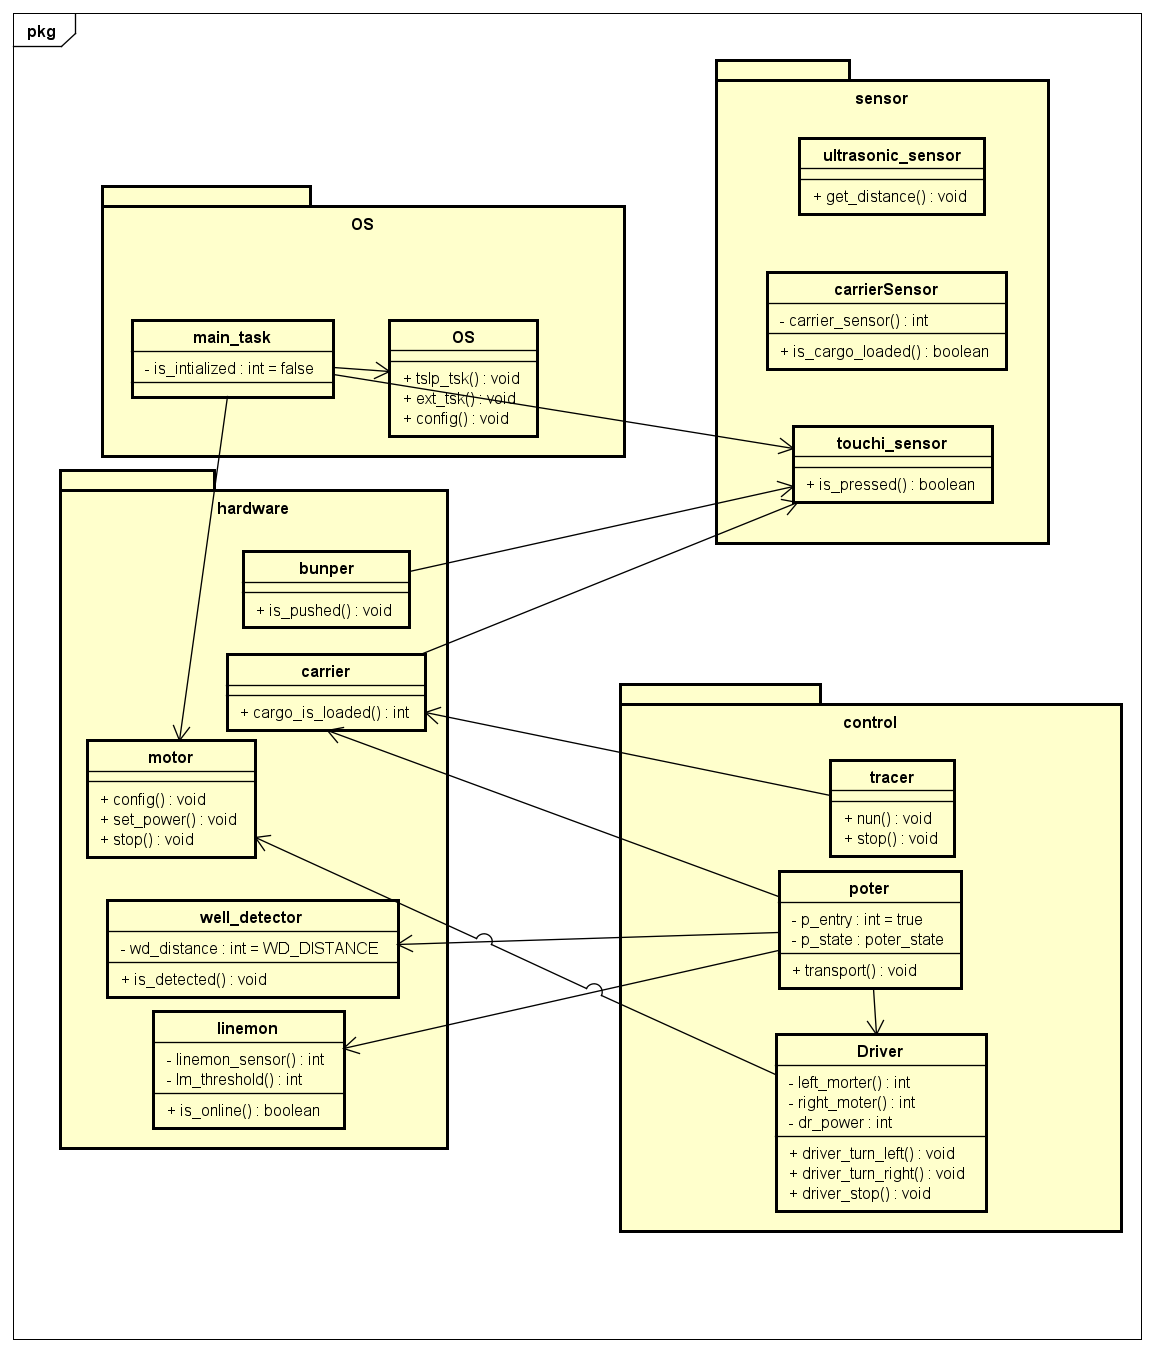 pkg
sensor
ultrasonic_sensor
+ get_distance() : void
carrierSensor
- carrier_sensor() : int
+ is_cargo_loaded() : boolean
touchi_sensor
+ is_pressed() : boolean
OS
main_task
- is_intialized : int = false
OS
+ tslp_tsk() : void
+ ext_tsk() : void
+ config() : void
hardware
bunper
+ is_pushed() : void
carrier
+ cargo_is_loaded() : int
motor
+ config() : void
+ set_power() : void
+ stop() : void
well_detector
- wd_distance : int = WD_DISTANCE
+ is_detected() : void
linemon
- linemon_sensor() : int
- lm_threshold() : int
+ is_online() : boolean
control
tracer
+ nun() : void
+ stop() : void
poter
- p_entry : int = true
- p_state : poter_state
+ transport() : void
Driver
- left_morter() : int
- right_moter() : int
- dr_power : int
+ driver_turn_left() : void
+ driver_turn_right() : void
+ driver_stop() : void